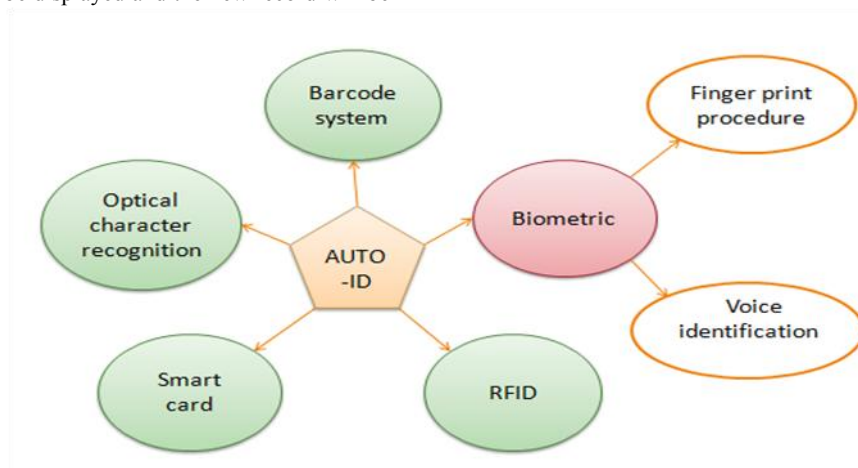 Barcode
system
Finger print
procedure
Optical
character
recognition
Biometric
AUTO
-ID
Voice
identification
Smart
card
RFID